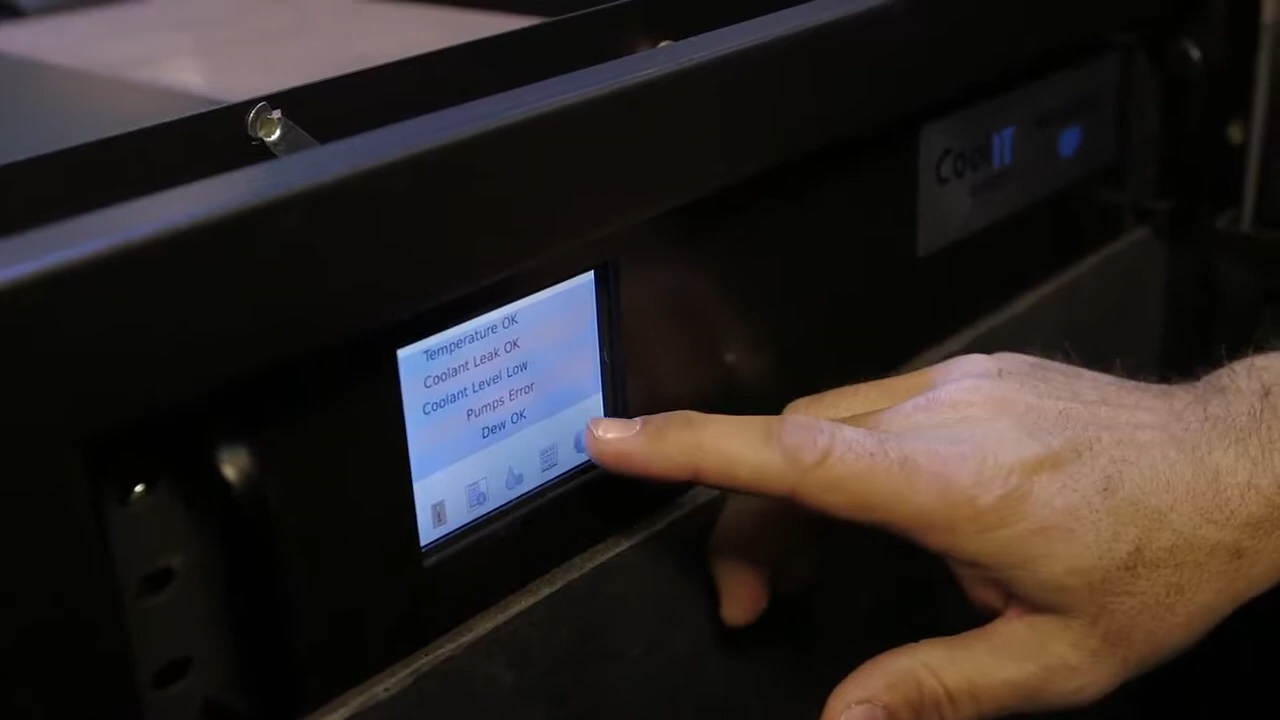 Temperature OK
Coolant Leak OK
Coolant Level Low
Pumps Error
Dew OK
CoolIT